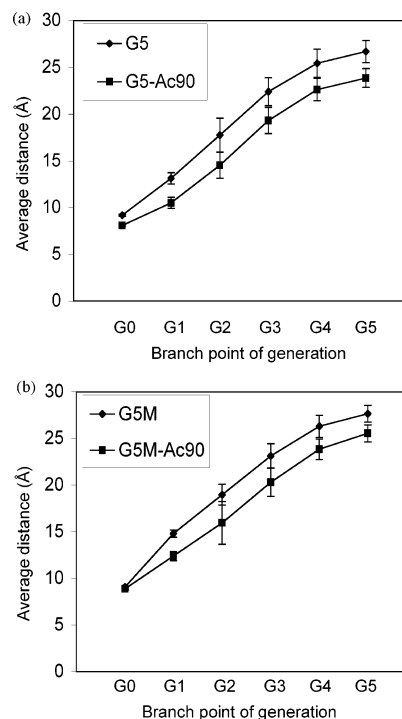 (a)
30
25
20
15
10
5
0
Average distance (Å)
G5
G5-Ac90
G0 G1 G2 G3 G4 G5
Branch point of generation
(b)
30
25
20
15
10
5
0
Average distance (Å)
G5M
G5M-Ac90
G0 G1 G2 G3 G4 G5
Branch point of generation